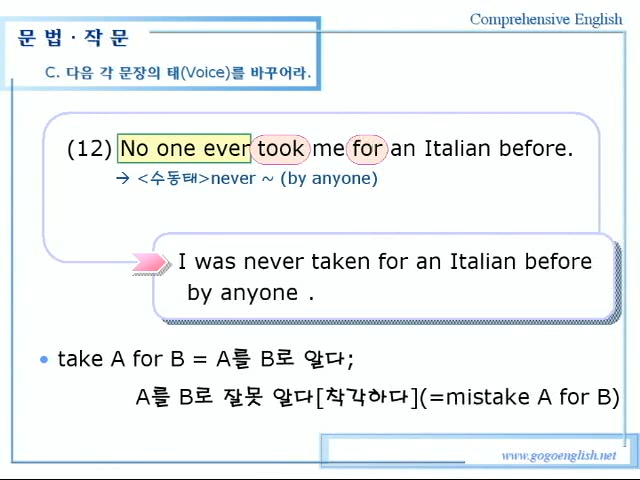 Comprehensive English
문 법 · 작 문
C. 다음 각 문장의 태(Voice)를 바꾸어라.
(12) No one ever took me for an Italian before.
→ <수동태>never ~ (by anyone)
I was never taken for an Italian before
by anyone .
• take A for B = A를 B로 알다;
A를 B로 잘못 알다[착각하다](=mistake A for B)
www.gogoenglish.net